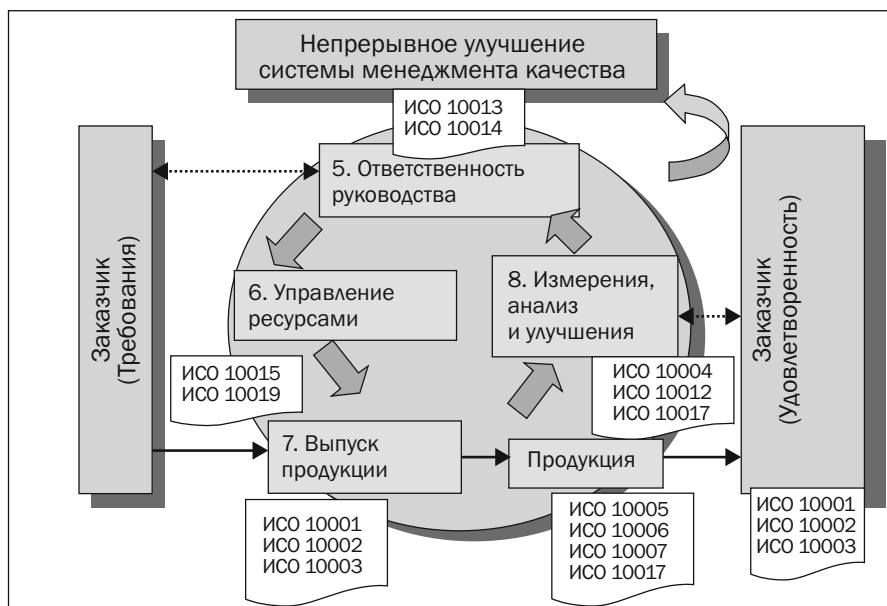 Непрерывное улучшение
системы менеджмента качества
ИСО 10013
ИСО 10014
Заказчик
(Требования)
5. Ответственность
руководства
6. Управление
ресурсами
8. Измерения,
анализ
и улучшения
Заказчик
(Удовлетворенность)
ИСО 10015
ИСО 10019
ИСО 10004
ИСО 10012
ИСО 10017
7. Выпуск
продукции
Продукция
ИСО 10001
ИСО 10002
ИСО 10003
ИСО 10005
ИСО 10006
ИСО 10007
ИСО 10017
ИСО 10001
ИСО 10002
ИСО 10003